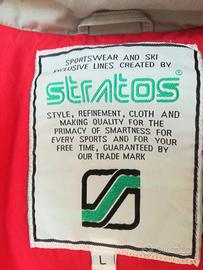 SPORTSWEAR AND SKI
EXCLUSIVE LINES CREATED BY
stratos®
STYLE, REFINEMENT, CLOTH AND
MAKING QUALITY FOR THE
PRIMACY OF SMARTNESS FOR
EVERY SPORTS AND FOR YOUR
FREE TIME, GUARANTEED BY
OUR TRADE MARK
L